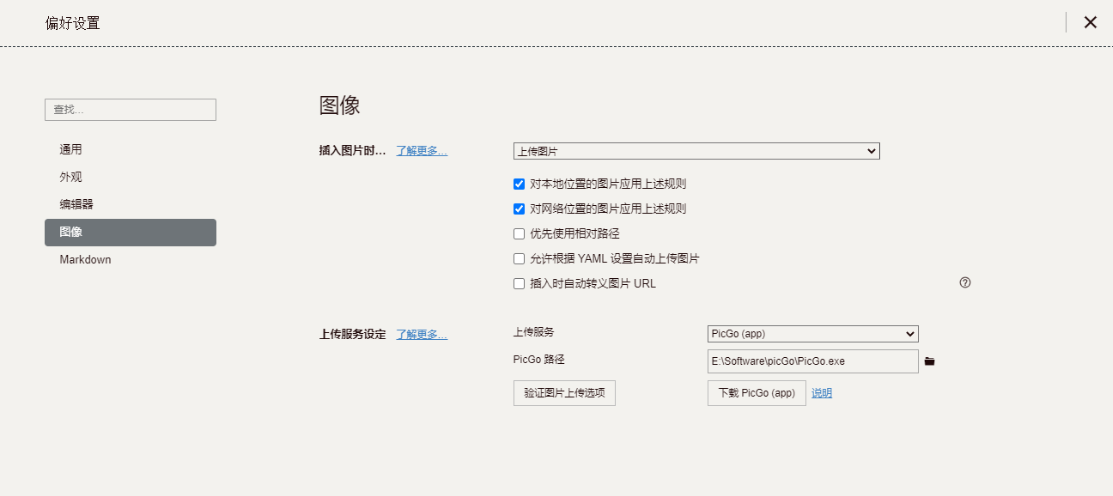 偏好设置
查找...
通用
外观
编辑器
图像
Markdown
图像
插入图片时... 了解更多... 上传图片
对本地位置的图片应用上述规则
对网络位置的图片应用上述规则
优先使用相对路径
允许根据 YAML 设置自动上传图片
插入时自动转义图片 URL
上传服务设定 了解更多... 上传服务 PicGo (app)
PicGo 路径 E:\Software\picGo\PicGo.exe
验证图片上传选项 下载 PicGo (app) 说明